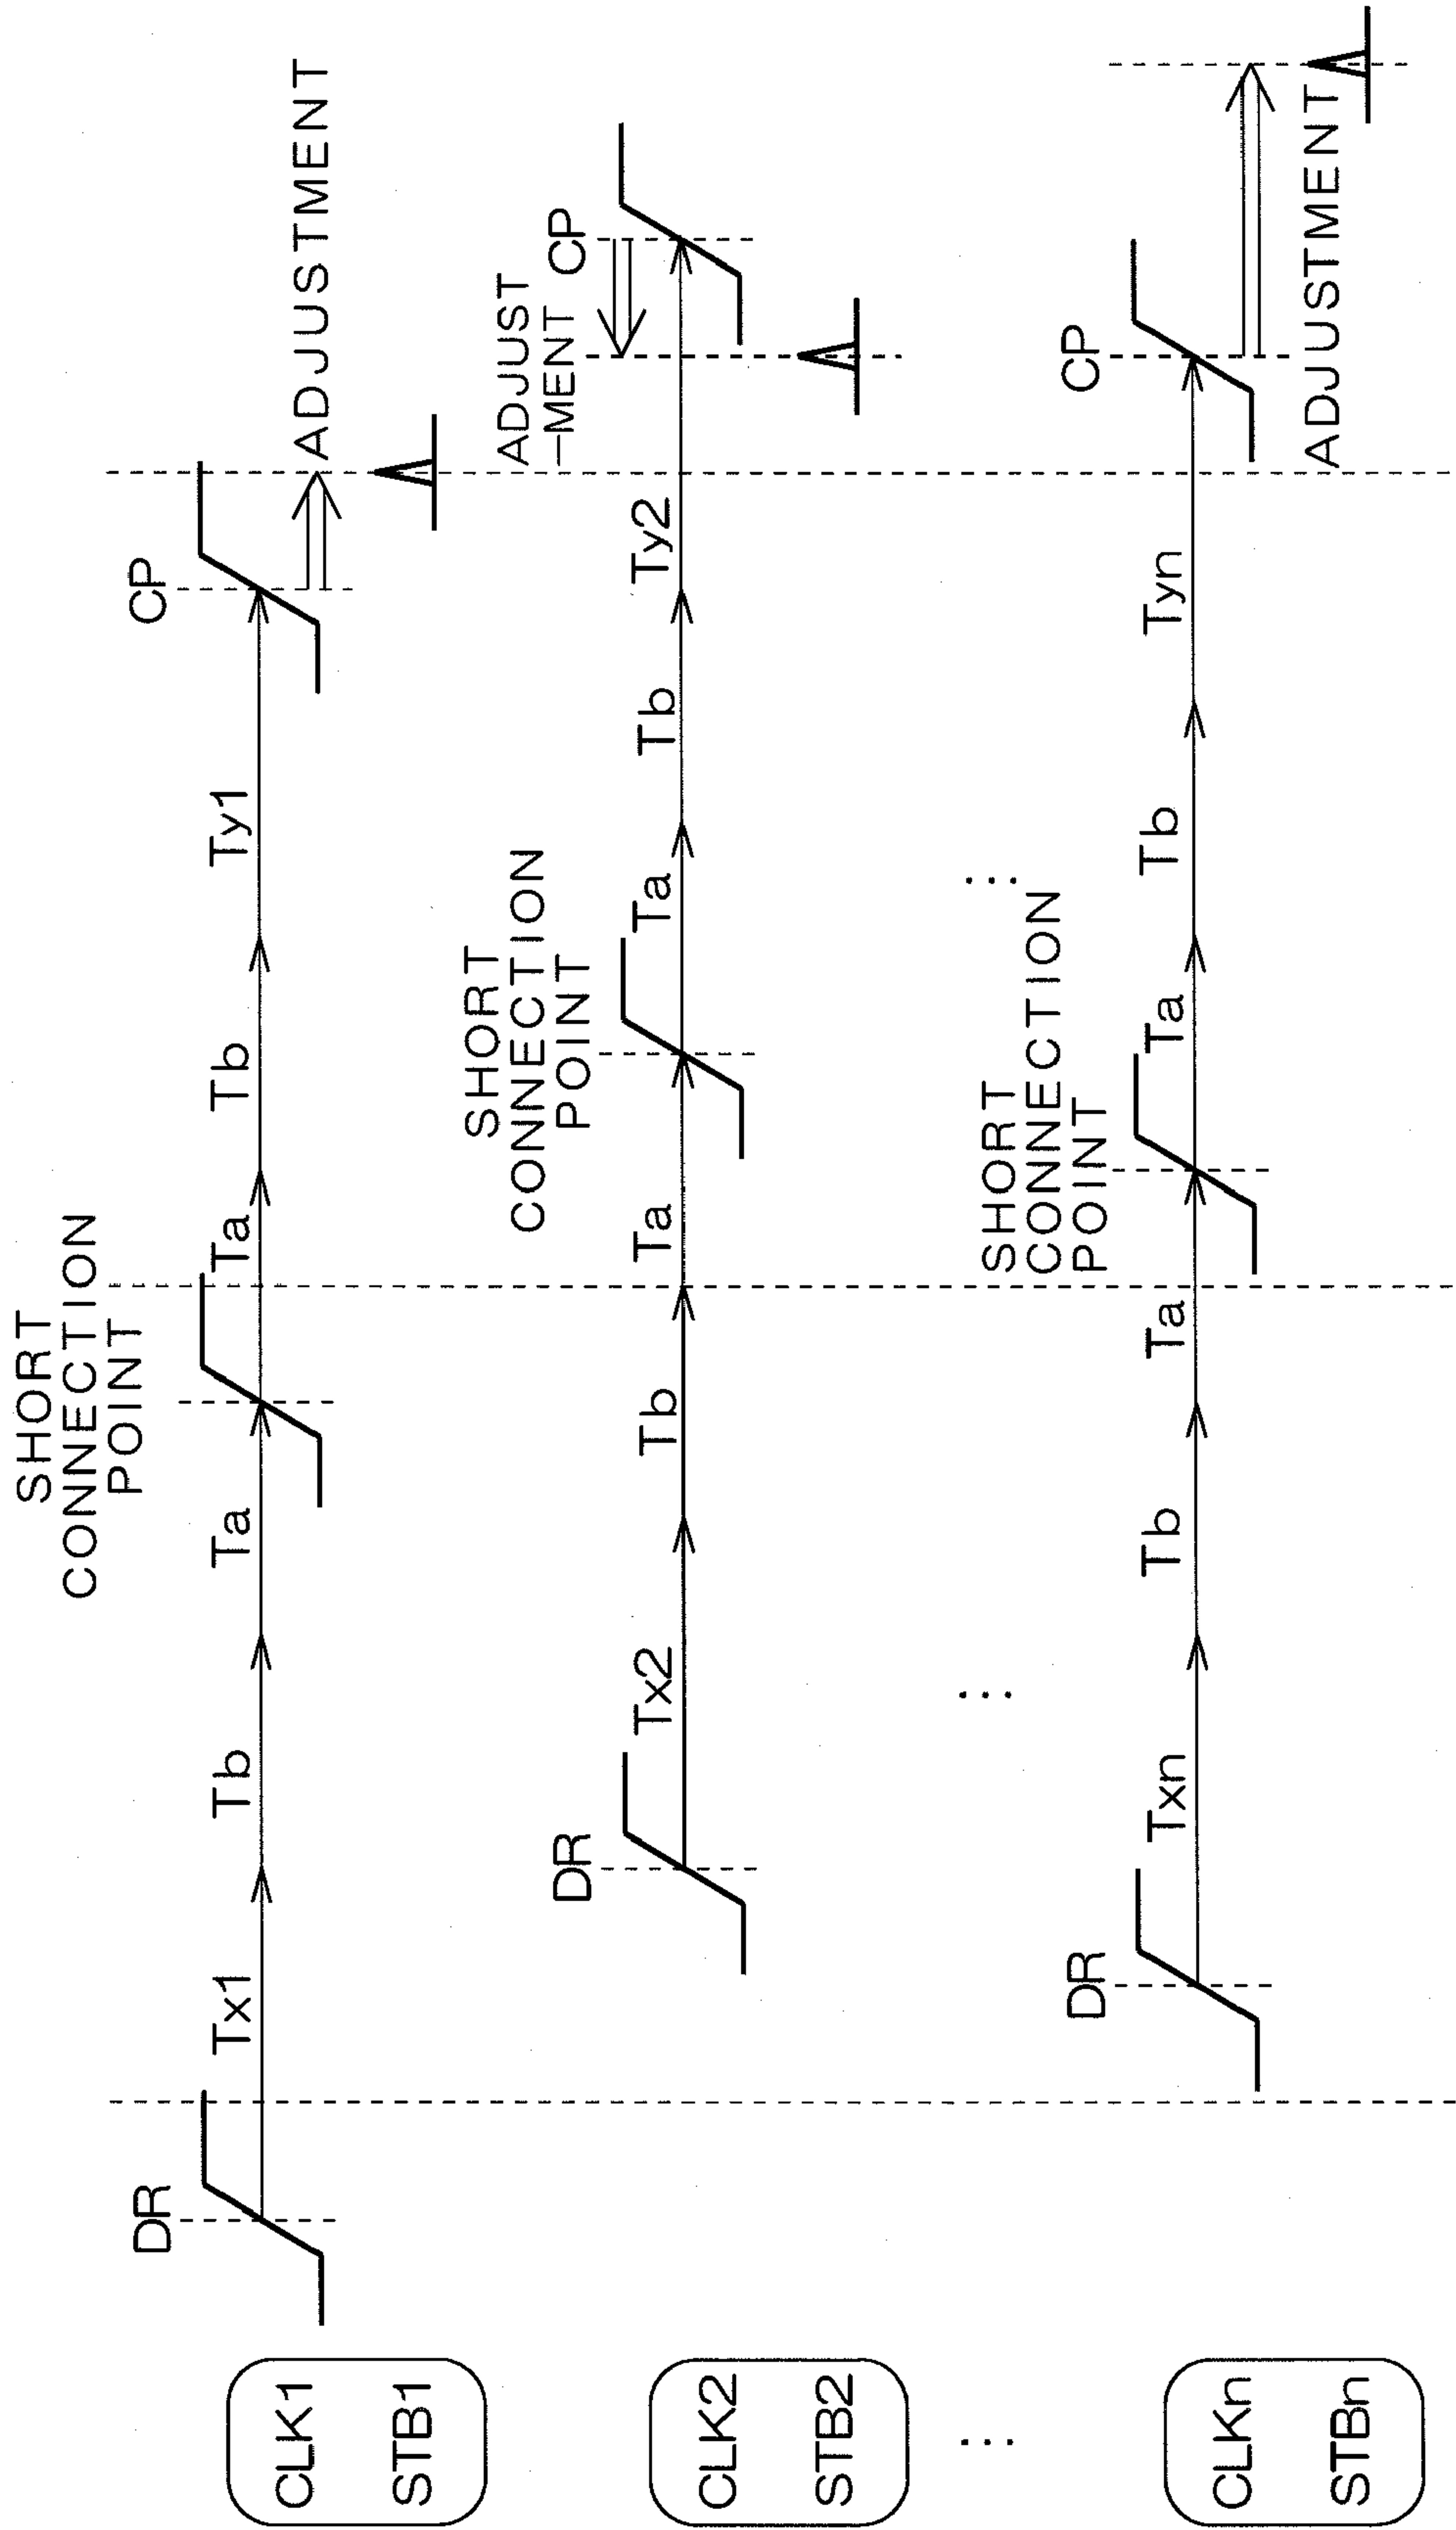 CLK1
STB1
DR
Tx1
Tb
Ta
SHORT
CONNECTION
POINT
Ta
Tb
Ty1
CP
ADJUSTMENT
CLK2
STB2
DR
Tx2
Tb
Ta
SHORT
CONNECTION
POINT
Ta
Tb
Ty2
ADJUST
-MENT
CP
...
...
...
CLKn
STBn
DR
Txn
Tb
Ta
SHORT
CONNECTION
POINT
Ta
Tb
Tyn
CP
ADJUSTMENT